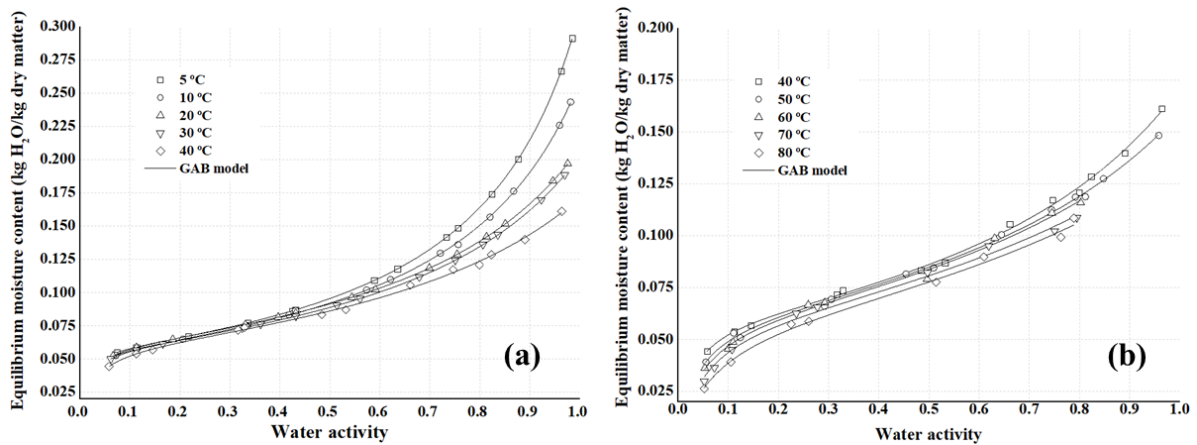 0.300
0.275
0.250
0.225
0.200
0.175
0.150
0.125
0.100
0.075
0.050
0.025
Equilibrium moisture content (kg H₂O/kg dry matter)
5 ºC
10 ºC
20 ºC
30 ºC
40 ºC
GAB model
(a)
0.0 0.1 0.2 0.3 0.4 0.5 0.6 0.7 0.8 0.9 1.0
Water activity
0.200
0.175
0.150
0.125
0.100
0.075
0.050
0.025
Equilibrium moisture content (kg H₂O/kg dry matter)
40 ºC
50 ºC
60 ºC
70 ºC
80 ºC
GAB model
(b)
0.0 0.1 0.2 0.3 0.4 0.5 0.6 0.7 0.8 0.9 1.0
Water activity